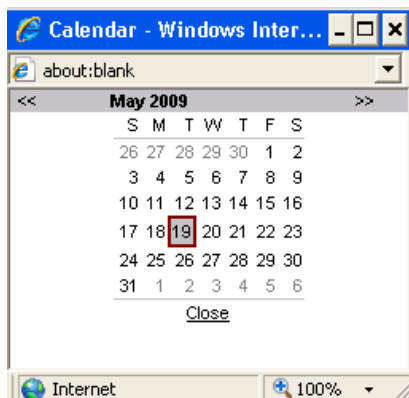 Calendar - Windows Inter...
about:blank
<< May 2009 >>
S M T W T F S
26 27 28 29 30 1 2
3 4 5 6 7 8 9
10 11 12 13 14 15 16
17 18 19 20 21 22 23
24 25 26 27 28 29 30
31 1 2 3 4 5 6
Close
Internet 100%